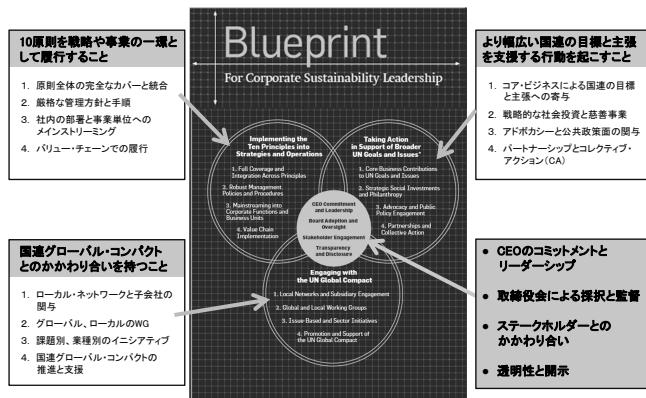 10原則を戦略や事業の一環と
して履行すること
1. 原則全体の完全なカバーと統合
2. 厳格な管理方針と手順
3. 社内の部署と事業単位への
メインストリーミング
4. バリュー・チェーンでの履行
Blueprint
For Corporate Sustainability Leadership
より幅広い国連の目標と主張
を支援する行動を起こすこと
1. コア・ビジネスによる国連の目標
と主張への寄与
2. 戦略的な社会投資と慈善事業
3. アドボカシーと公共政策面の関与
4. パートナーシップとコレクティブ・
アクション(CA)
Implementing the
Ten Principles into
Strategies and Operations
1. Full Coverage and
Integration Across Principles
2. Robust Management
Policies and Procedures
3. Mainstreaming into
Corporate Functions and
Business Units
4. Value Chain
Implementation
Taking Action
in Support of Broader
UN Goals and Issues*
1. Core Business Contributions
to UN Goals and Issues
2. Strategic Social Investments
and Philanthropy
3. Advocacy and Public
Policy Engagement
4. Partnerships and
Collective Action
CEO Commitment
and Leadership
Board Adoption and
Oversight
Stakeholder Engagement
Transparency
and Disclosure
Engaging with
the UN Global Compact
1. Local Networks and Subsidiary Engagement
2. Global and Local Working Groups
3. Issue-Based and Sector Initiatives
4. Promotion and Support of
the UN Global Compact
国連グローバル・コンパクト
とのかかわり合いを持つこと
1. ローカル・ネットワークと子会社の
関与
2. グローバル、ローカルのWG
3. 課題別、業種別のイニシアティブ
4. 国連グローバル・コンパクトの
推進と支援
● CEOのコミットメントと
リーダーシップ
● 取締役会による採択と監督
● ステークホルダーとの
かかわり合い
● 透明性と開示